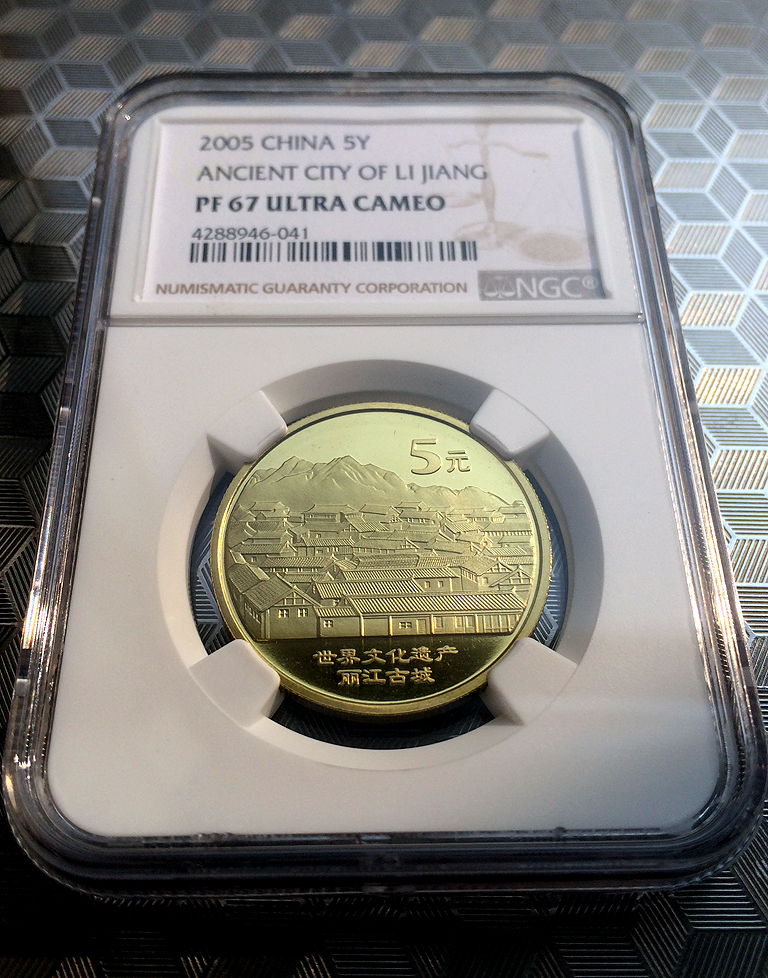 2005 CHINA 5Y
ANCIENT CITY OF LI JIANG
PF 67 ULTRA CAMEO
4288946-041
NUMISMATIC GUARANTY CORPORATION NGC®
5元
世界文化遗产
丽江古城